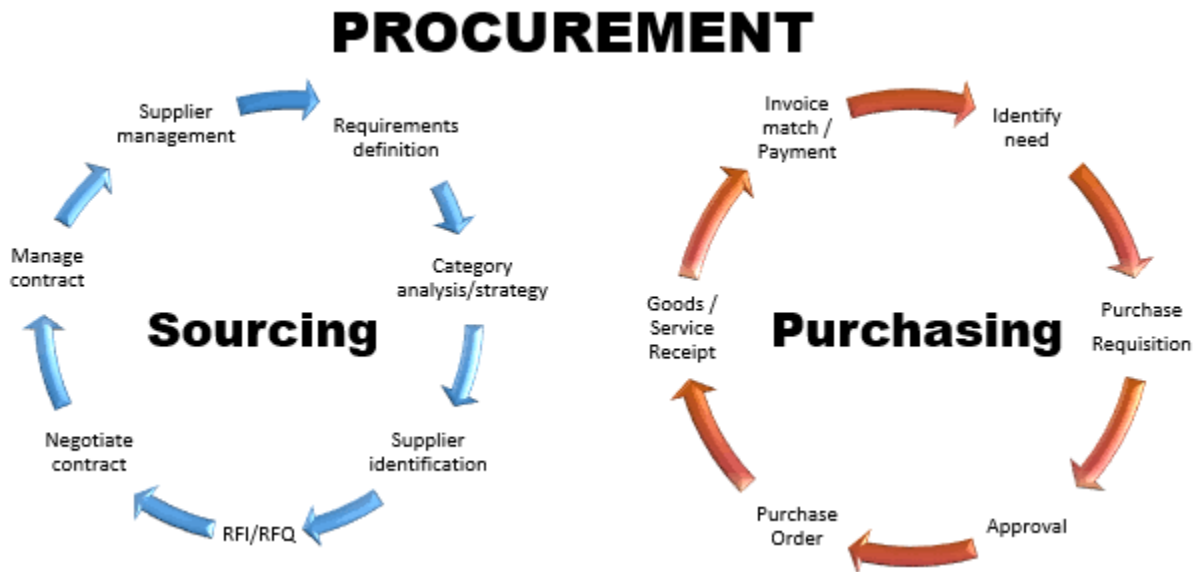 PROCUREMENT
Supplier
management
Requirements
definition
Category
analysis/strategy
Supplier
identification
RFI/RFQ
Negotiate
contract
Manage
contract
Sourcing
Invoice
match /
Payment
Identify
need
Purchase
Requisition
Approval
Purchase
Order
Goods /
Service
Receipt
Purchasing